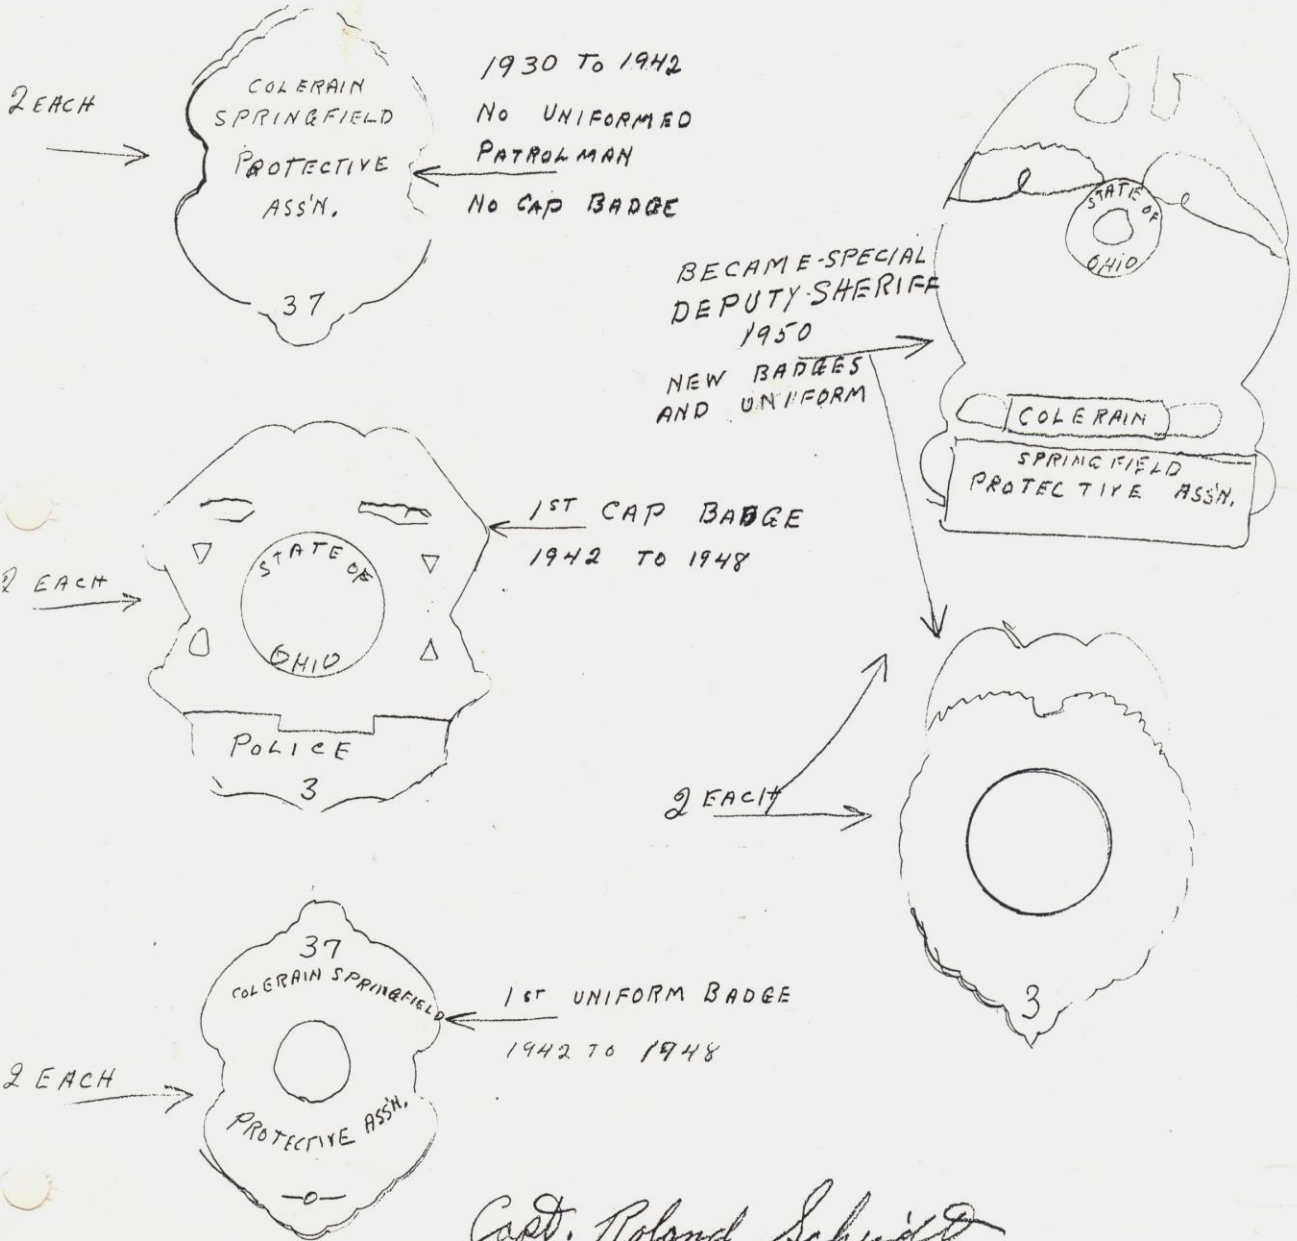 2 EACH
COLERAIN
SPRINGFIELD
PROTECTIVE
ASS'N.
37
1930 TO 1942
NO UNIFORMED
PATROLMAN
NO CAP BADGE
2 EACH
STATE OF
OHIO
POLICE
3
1ST CAP BADGE
1942 TO 1948
2 EACH
37
COLERAIN SPRINGFIELD
PROTECTIVE ASS'N.
—0—
1ST UNIFORM BADGE
1942 TO 1948
BECAME-SPECIAL
DEPUTY-SHERIFF
1950
NEW BADGES
AND UNIFORM
STATE OF
OHIO
COLERAIN
SPRINGFIELD
PROTECTIVE ASS'N.
2 EACH
3
Capt. Roland Schmidt